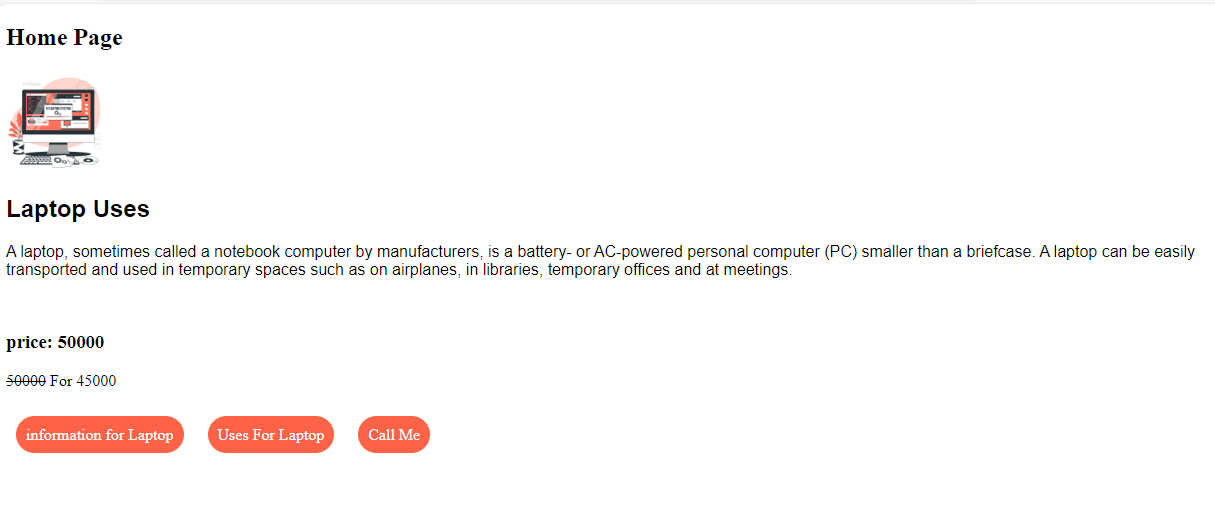 Home Page
Laptop Uses
A laptop, sometimes called a notebook computer by manufacturers, is a battery- or AC-powered personal computer (PC) smaller than a briefcase. A laptop can be easily
transported and used in temporary spaces such as on airplanes, in libraries, temporary offices and at meetings.
price: 50000
50000 For 45000
information for Laptop
Uses For Laptop
Call Me